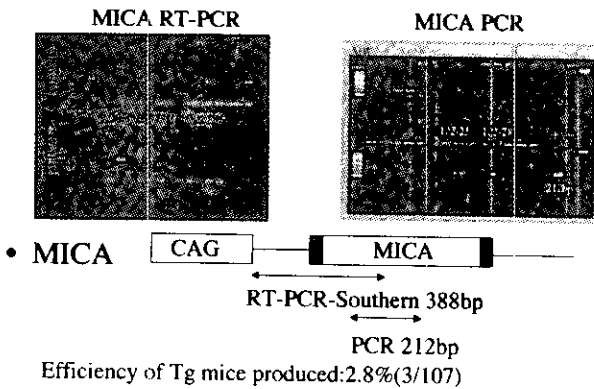 MICA RT-PCR
MICA PCR
• MICA
CAG
MICA
RT-PCR-Southern 388bp
PCR 212bp
Efficiency of Tg mice produced:2.8%(3/107)